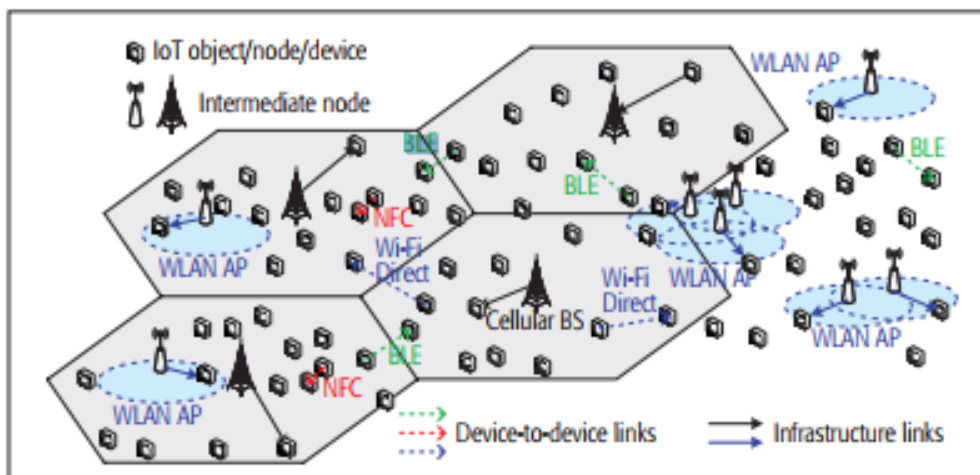 IoT object/node/device
Intermediate node
WLAN AP
BLE
BLE
BLE
NFC
WLAN AP
Wi-Fi
Direct
WLAN AP
Wi-Fi
Direct
Cellular BS
WLAN AP
BLE
NFC
WLAN AP
Device-to-device links
Infrastructure links